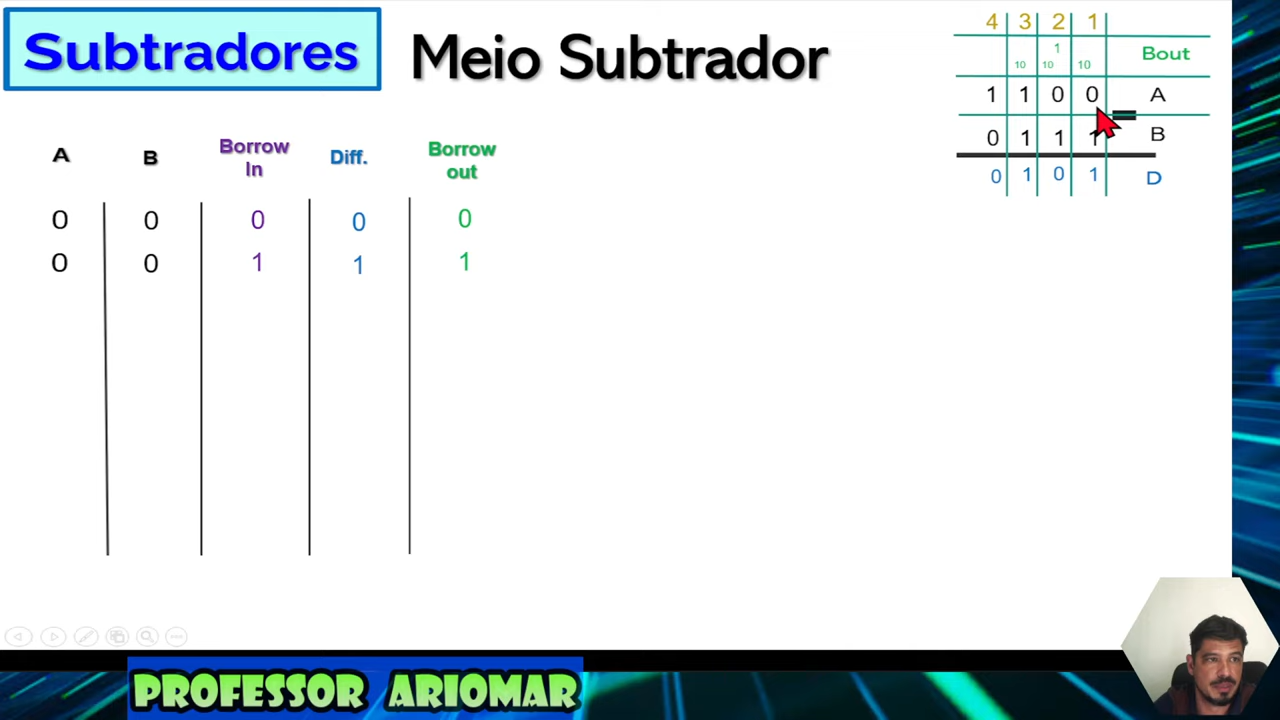 Subtradores
Meio Subtrador
4 3 2 1
1
10 10 10
Bout
1 1 0 0 A
0 1 1 1 B
0 1 0 1 D
A B Borrow In Diff. Borrow out
0 0 0 0 0
0 0 1 1 1
PROFESSOR ARIOMAR